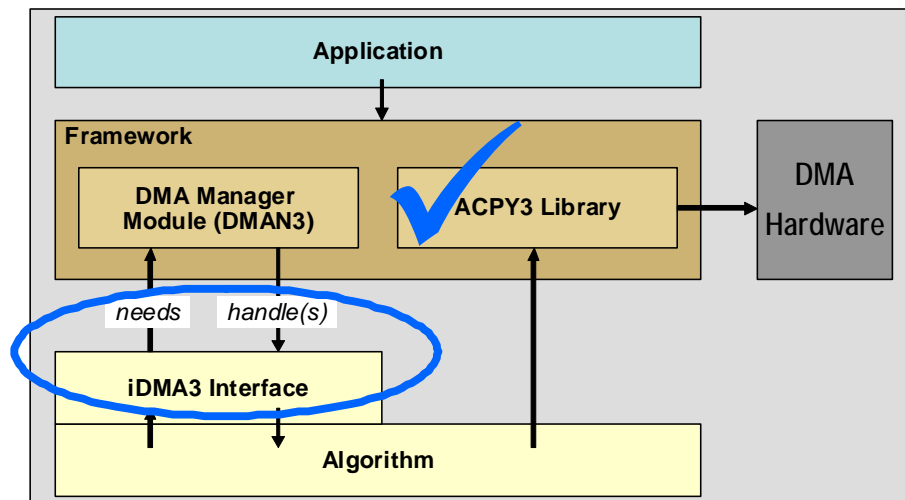 Application
Framework
DMA Manager
Module (DMAN3)
ACPY3 Library
DMA
Hardware
needs
handle(s)
iDMA3 Interface
Algorithm